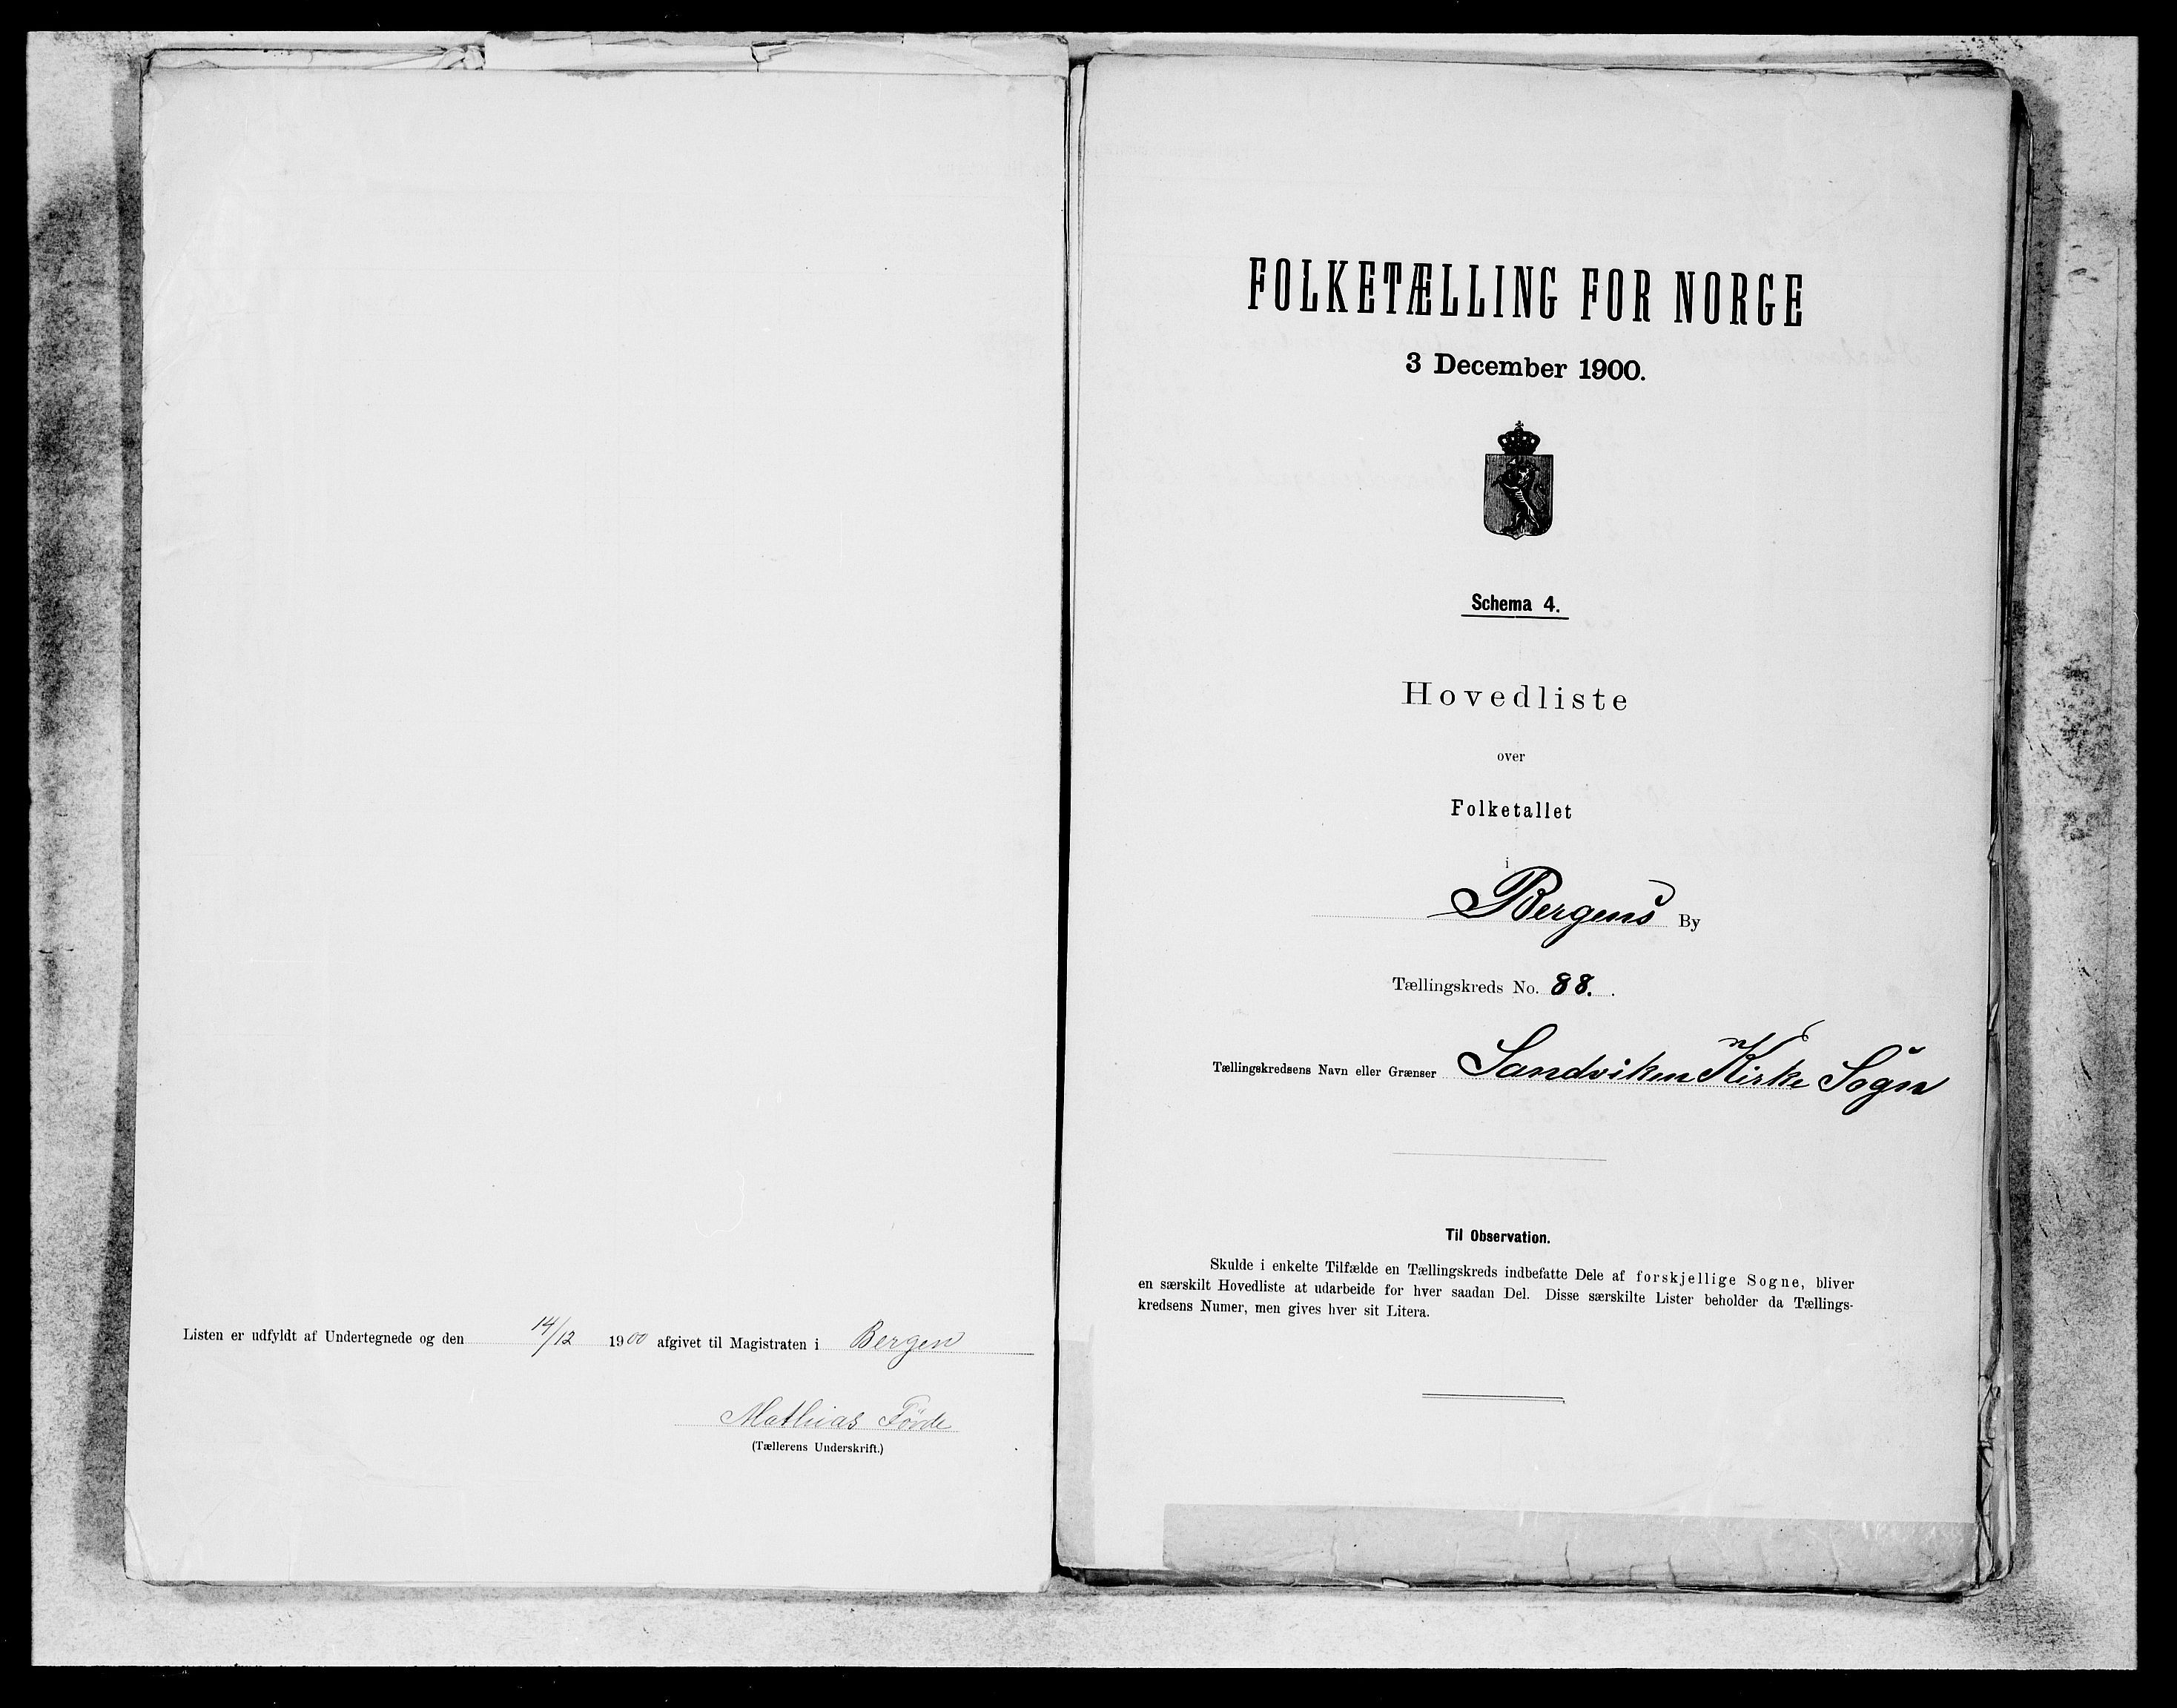 Listen er udfyldt af Undertegnede og den 14/12 1900 afgivet til Magistraten i Bergen
Mathias Förde
(Tællerens Underskrift.)
FOLKETÆLLING FOR NORGE
3 December 1900.
Schema 4.
Hovedliste
over
Folketallet
i
Bergens By
Tællingskreds No. 88.
Tællingskredsens Navn eller Grænser Sandviken Kirke Sogn
Til Observation.
Skulde i enkelte Tilfælde en Tællingskreds indbefatte Dele af forskjellige Sogne, bliver
en særskilt Hovedliste at udarbeide for hver saadan Del. Disse særskilte Lister beholder da Tællings-
kredsens Numer, men gives hver sit Litera.